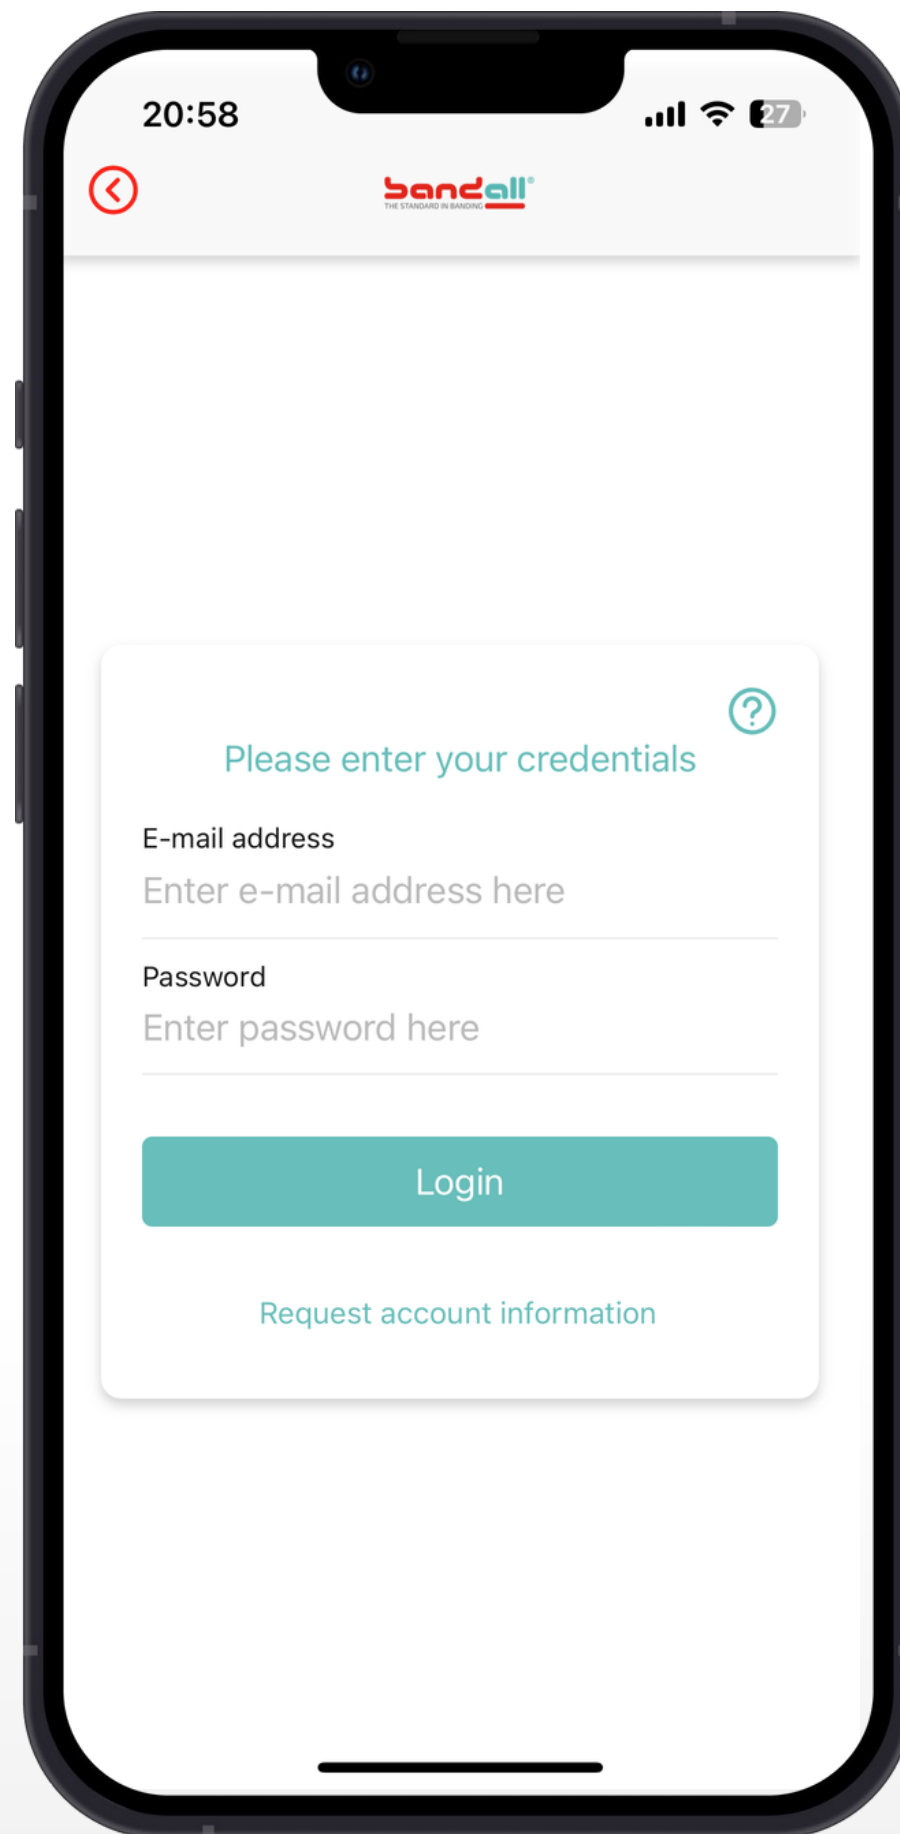 20:58
27
bandall®
THE STANDARD IN BANDING
Please enter your credentials
E-mail address
Enter e-mail address here
Password
Enter password here
Login
Request account information